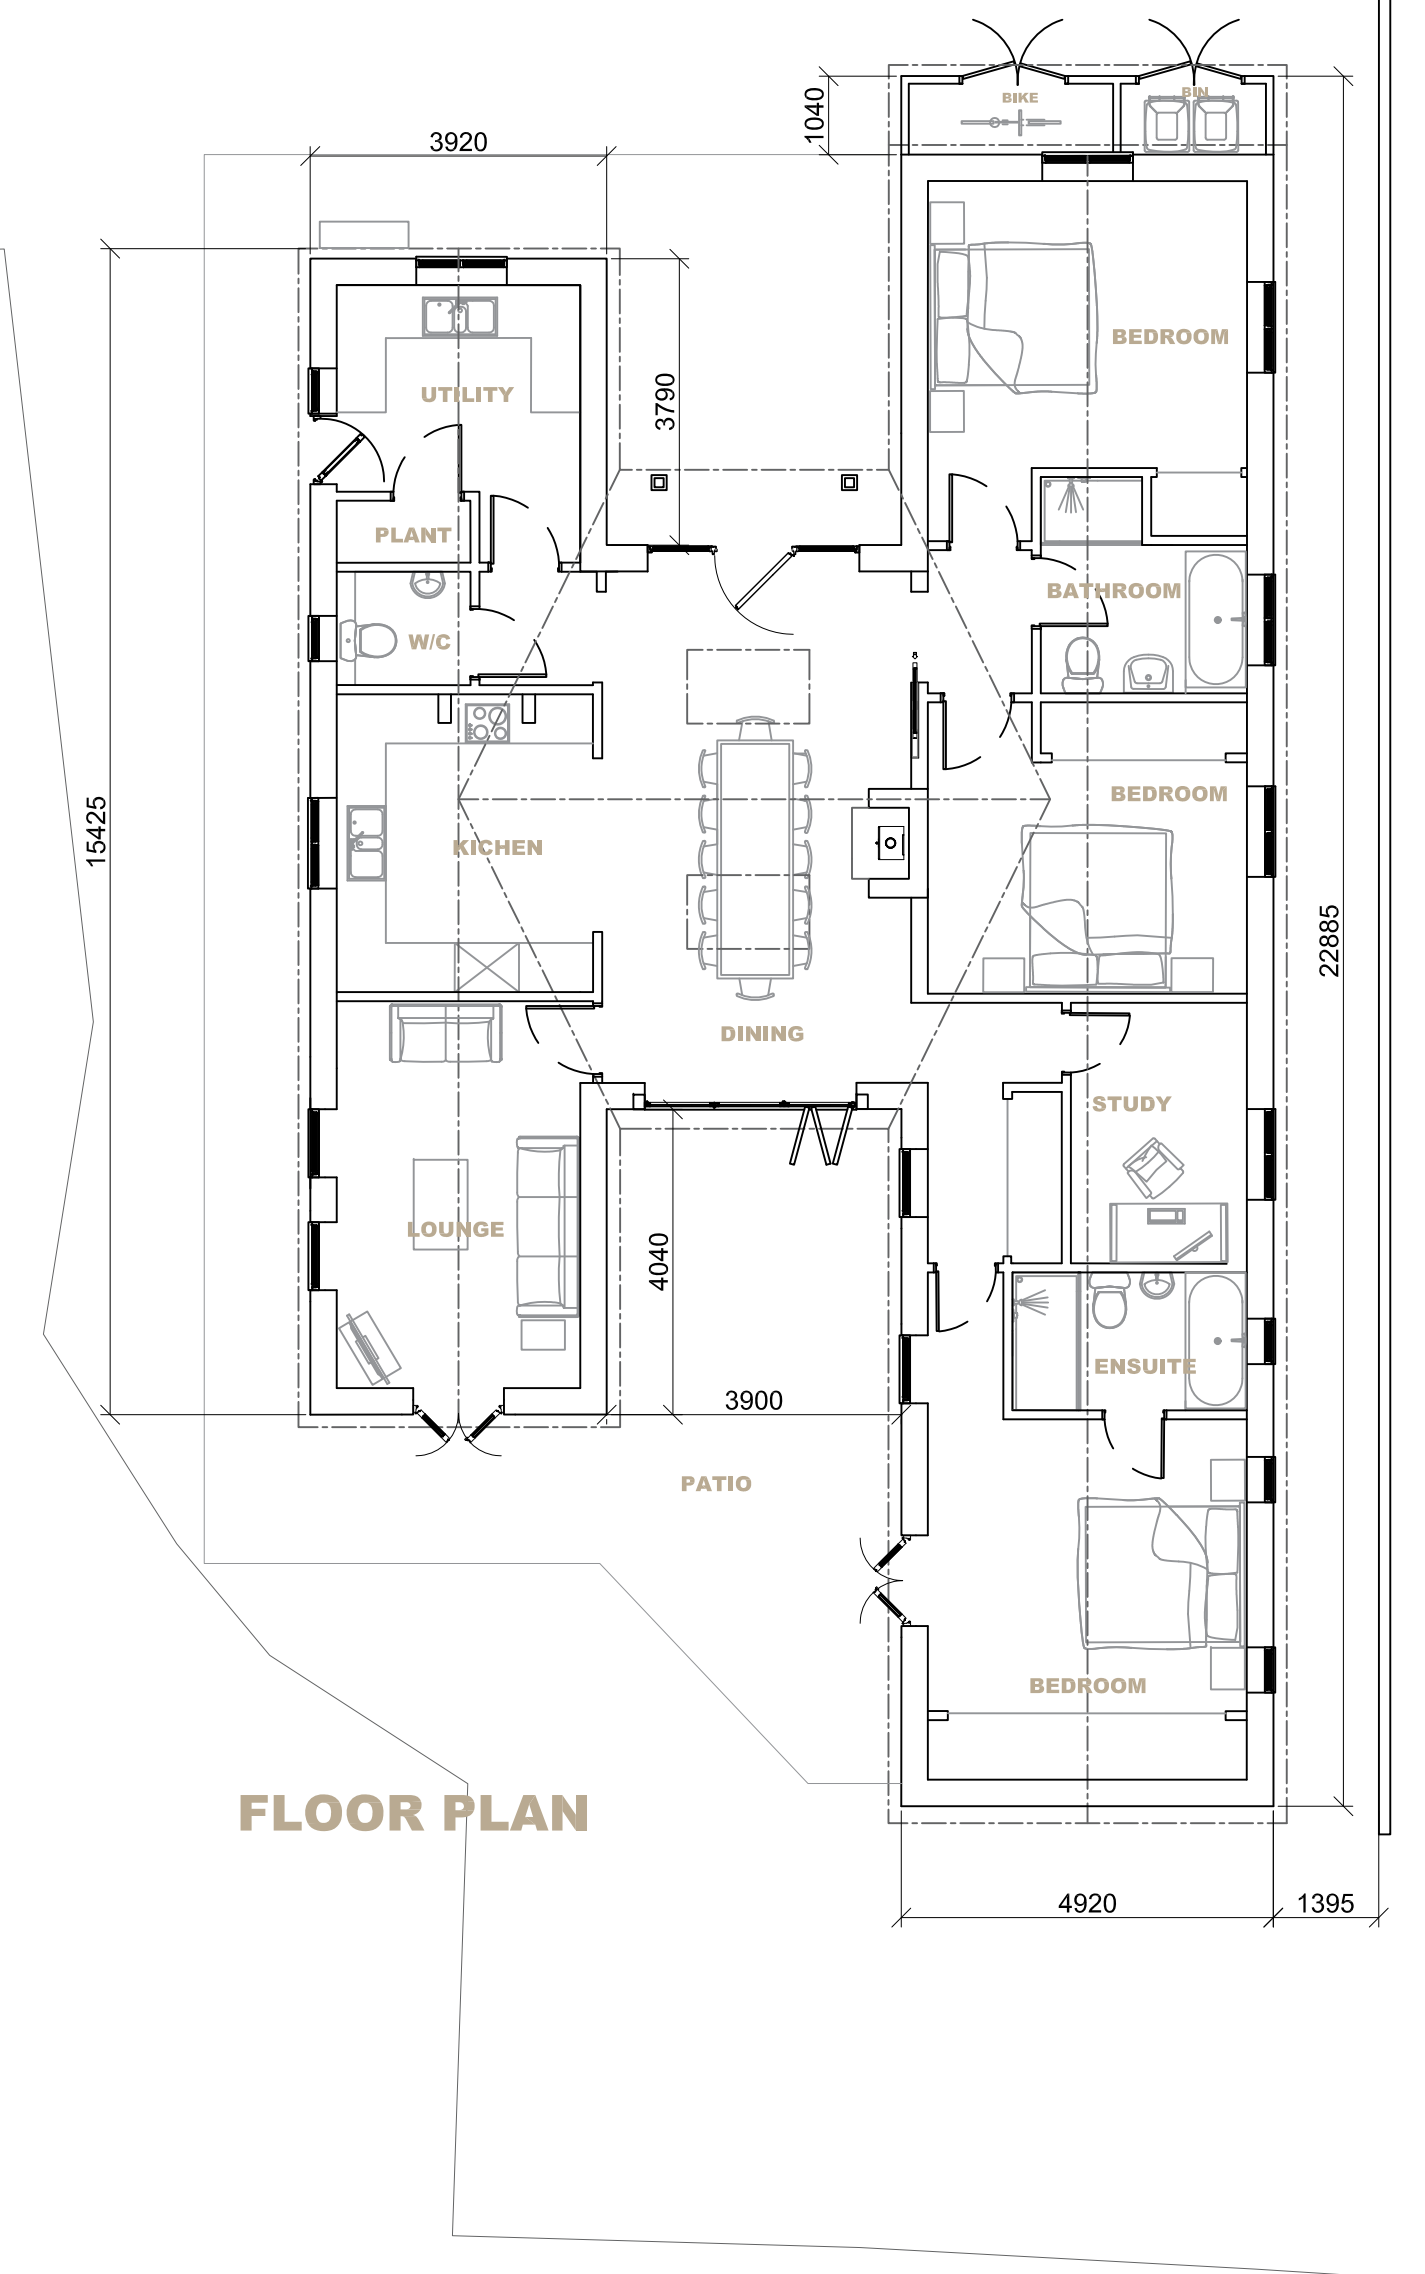 BIKE
BIN
1040
3920
BEDROOM
3790
UTILITY
PLANT
BATHROOM
W/C
BEDROOM
15425
KICHEN
22885
DINING
STUDY
LOUNGE
4040
ENSUITE
3900
PATIO
BEDROOM
FLOOR PLAN
4920
1395